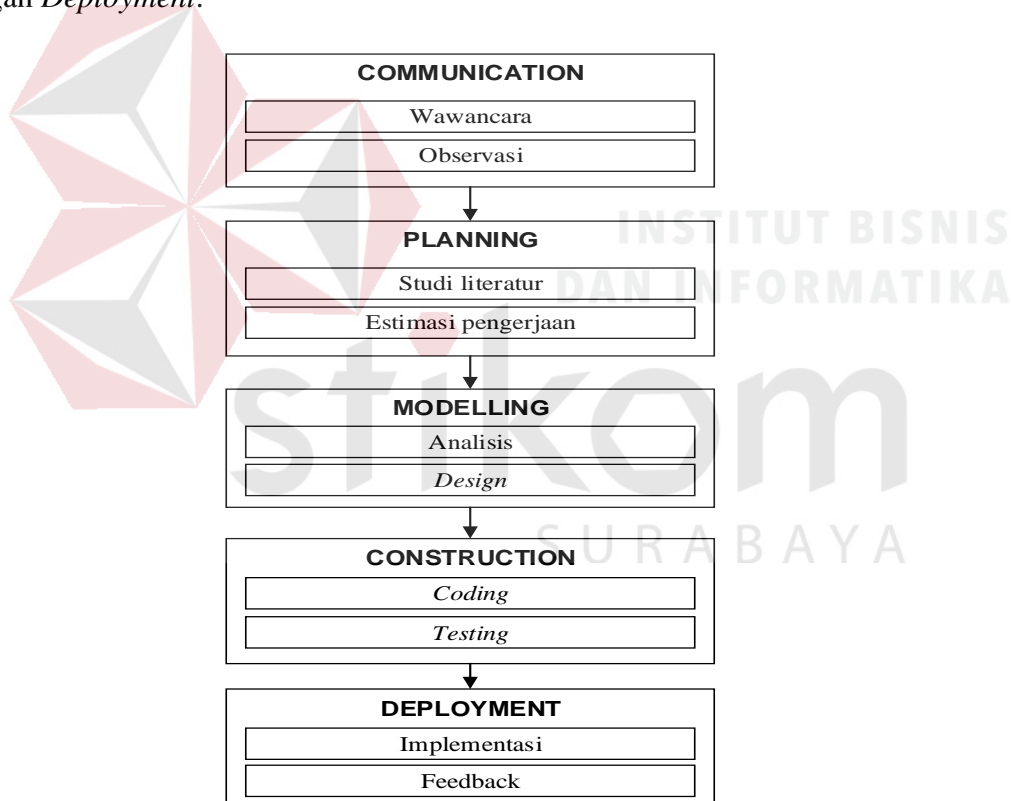 Deployment.
COMMUNICATION
Wawancara
Observasi
INSTITUT BISNIS
DAN INFORMATIKA
PLANNING
Studi literatur
Estimasi pengerjaan
stikom
SURABAYA
MODELLING
Analisis
Design
CONSTRUCTION
Coding
Testing
DEPLOYMENT
Implementasi
Feedback